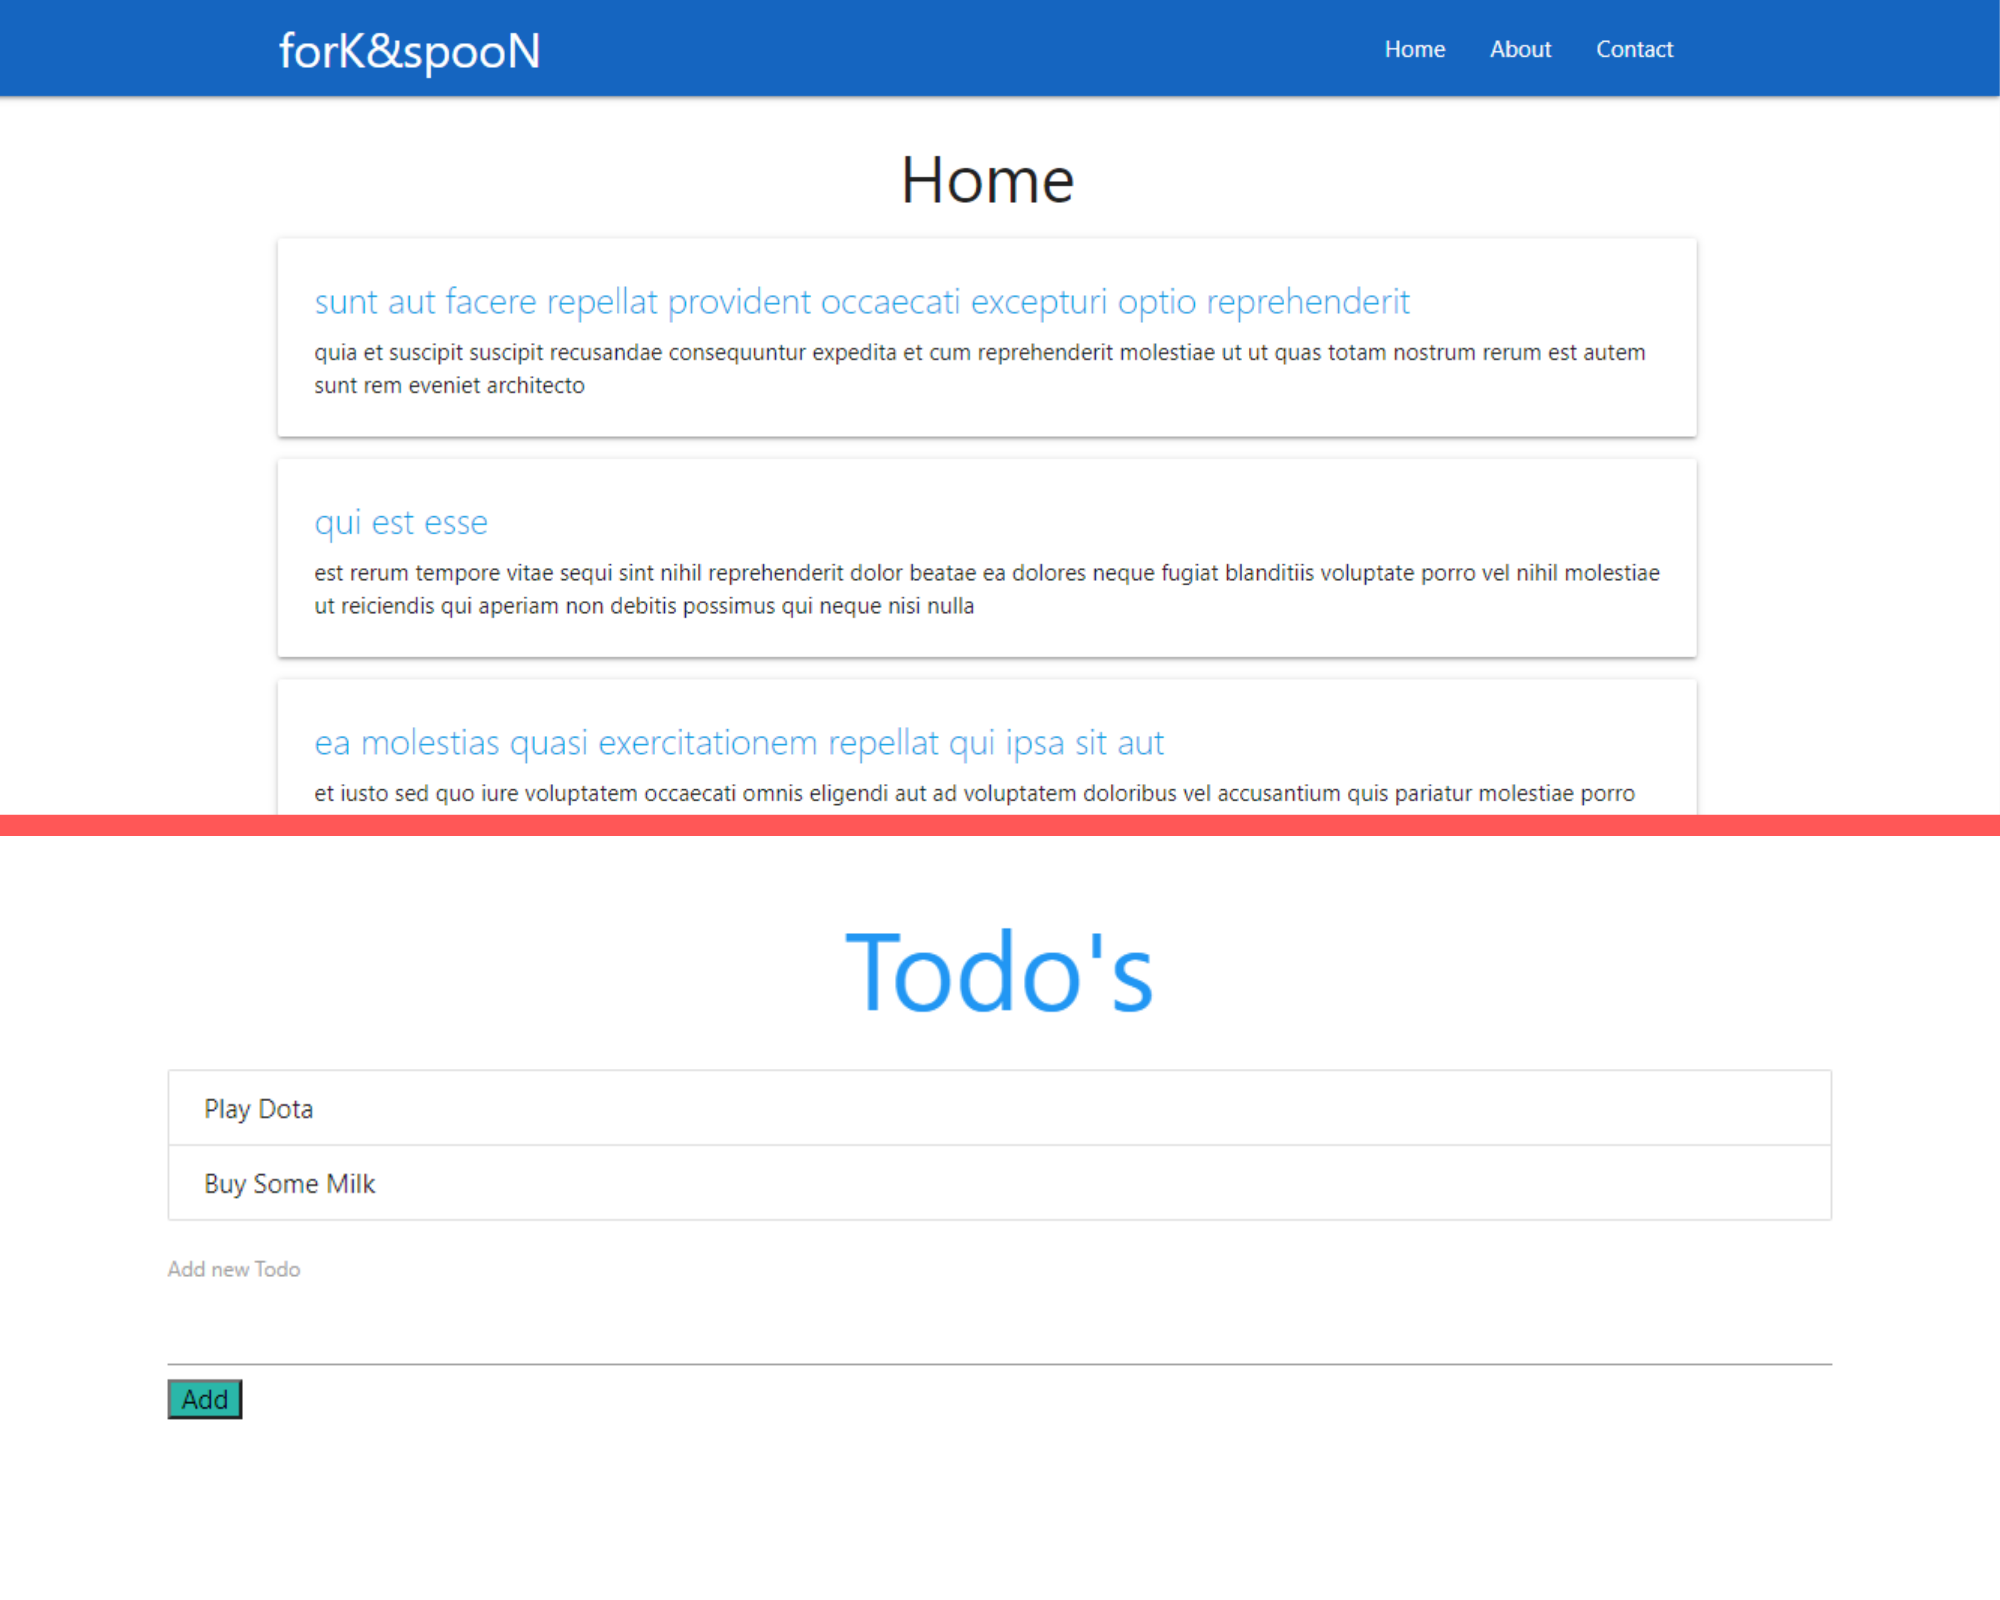 forK&spooN
Home About Contact
Home
sunt aut facere repellat provident occaecati excepturi optio reprehenderit
quia et suscipit suscipit recusandae consequuntur expedita et cum reprehenderit molestiae ut ut quas totam nostrum rerum est autem
sunt rem eveniet architecto
qui est esse
est rerum tempore vitae sequi sint nihil reprehenderit dolor beatae ea dolores neque fugiat blanditiis voluptate porro vel nihil molestiae
ut reiciendis qui aperiam non debitis possimus qui neque nisi nulla
ea molestias quasi exercitationem repellat qui ipsa sit aut
et iusto sed quo iure voluptatem occaecati omnis eligendi aut ad voluptatem doloribus vel accusantium quis pariatur molestiae porro
Todo's
Play Dota
Buy Some Milk
Add new Todo
Add